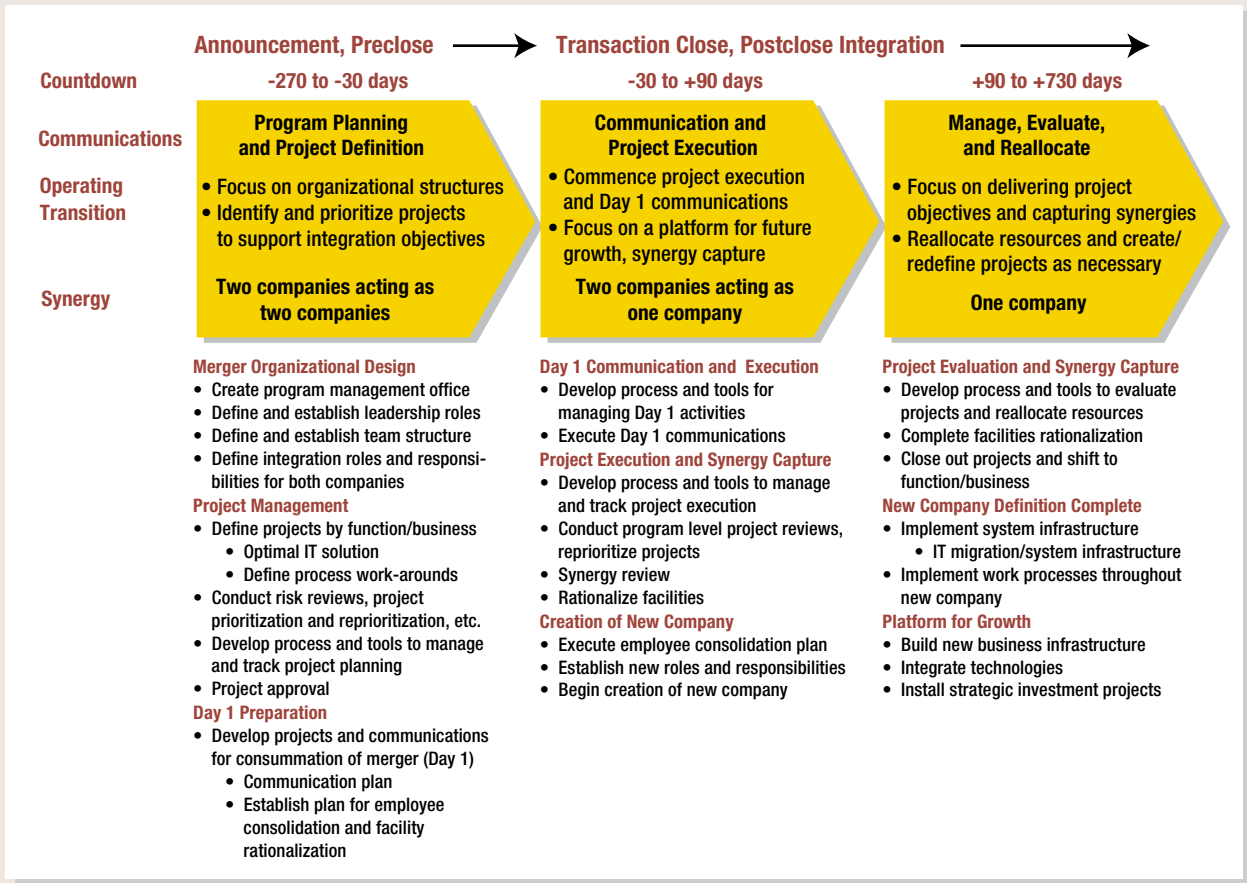 Announcement, Preclose
Transaction Close, Postclose Integration
Countdown
-270 to -30 days
-30 to +90 days
+90 to +730 days
Communications
Operating
Transition
Synergy
Program Planning
and Project Definition
• Focus on organizational structures
• Identify and prioritize projects
to support integration objectives
Two companies acting as
two companies
Communication and
Project Execution
• Commence project execution
and Day 1 communications
• Focus on a platform for future
growth, synergy capture
Two companies acting as
one company
Manage, Evaluate,
and Reallocate
• Focus on delivering project
objectives and capturing synergies
• Reallocate resources and create/
redefine projects as necessary
One company
Merger Organizational Design
• Create program management office
• Define and establish leadership roles
• Define and establish team structure
• Define integration roles and responsi-
bilities for both companies
Project Management
• Define projects by function/business
• Optimal IT solution
• Define process work-arounds
• Conduct risk reviews, project
prioritization and reprioritization, etc.
• Develop process and tools to manage
and track project planning
• Project approval
Day 1 Preparation
• Develop projects and communications
for consummation of merger (Day 1)
• Communication plan
• Establish plan for employee
consolidation and facility
rationalization
Day 1 Communication and Execution
• Develop process and tools for
managing Day 1 activities
• Execute Day 1 communications
Project Execution and Synergy Capture
• Develop process and tools to manage
and track project execution
• Conduct program level project reviews,
reprioritize projects
• Synergy review
• Rationalize facilities
Creation of New Company
• Execute employee consolidation plan
• Establish new roles and responsibilities
• Begin creation of new company
Project Evaluation and Synergy Capture
• Develop process and tools to evaluate
projects and reallocate resources
• Complete facilities rationalization
• Close out projects and shift to
function/business
New Company Definition Complete
• Implement system infrastructure
• IT migration/system infrastructure
• Implement work processes throughout
new company
Platform for Growth
• Build new business infrastructure
• Integrate technologies
• Install strategic investment projects